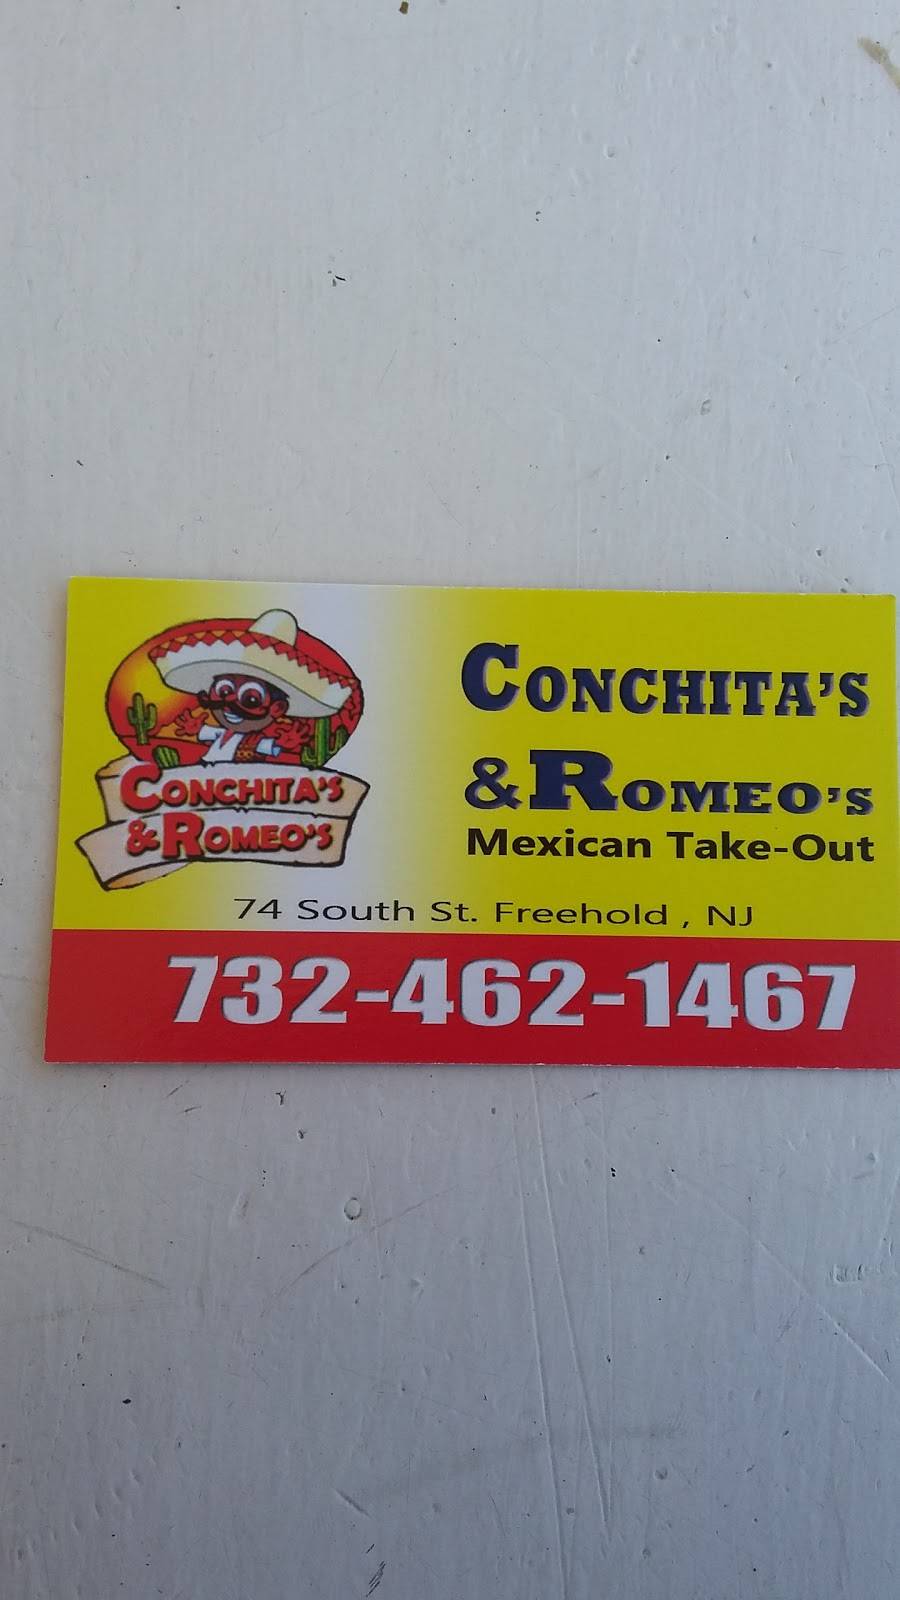 CONCHITA'S
& ROMEO'S
CONCHITA'S
& ROMEO'S
Mexican Take-Out
74 South St. Freehold , NJ
732-462-1467